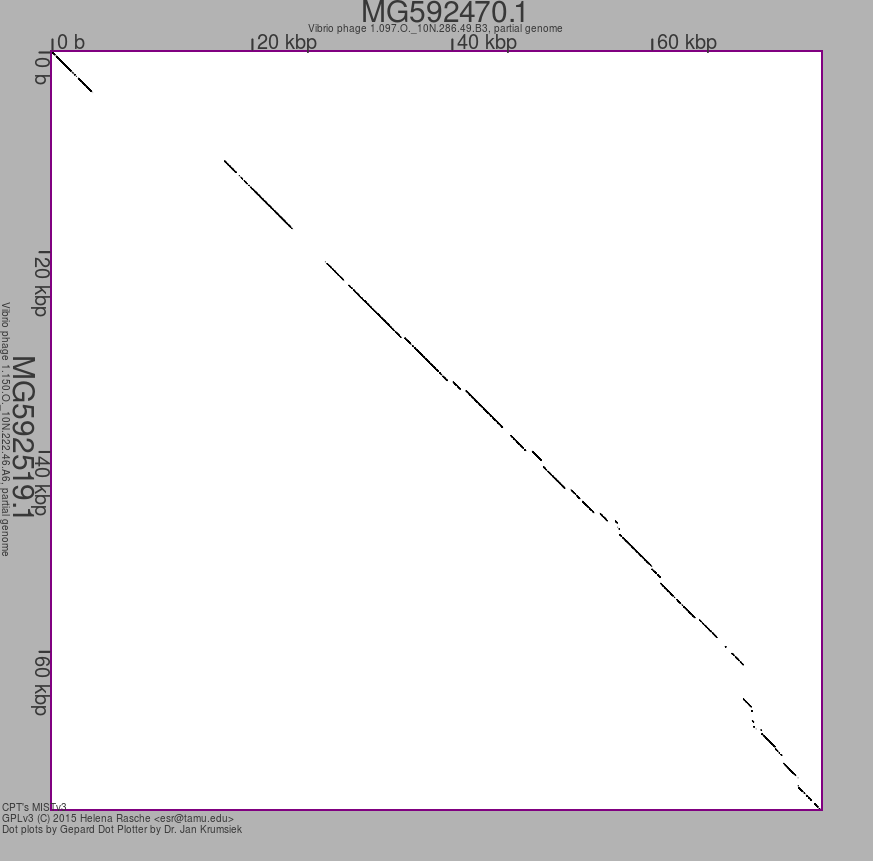 MG592470.1
Vibrio phage 1.097.O._10N.286.49.B3, partial genome
0 b
20 kbp
40 kbp
60 kbp
0 b
20 kbp
40 kbp
60 kbp
MG592519.1
Vibrio phage 1.150.O._10N.222.46.A6, partial genome
CPT's MISTv3
GPLv3 (C) 2015 Helena Rasche <esr@tamu.edu>
Dot plots by Gepard Dot Plotter by Dr. Jan Krumsiek